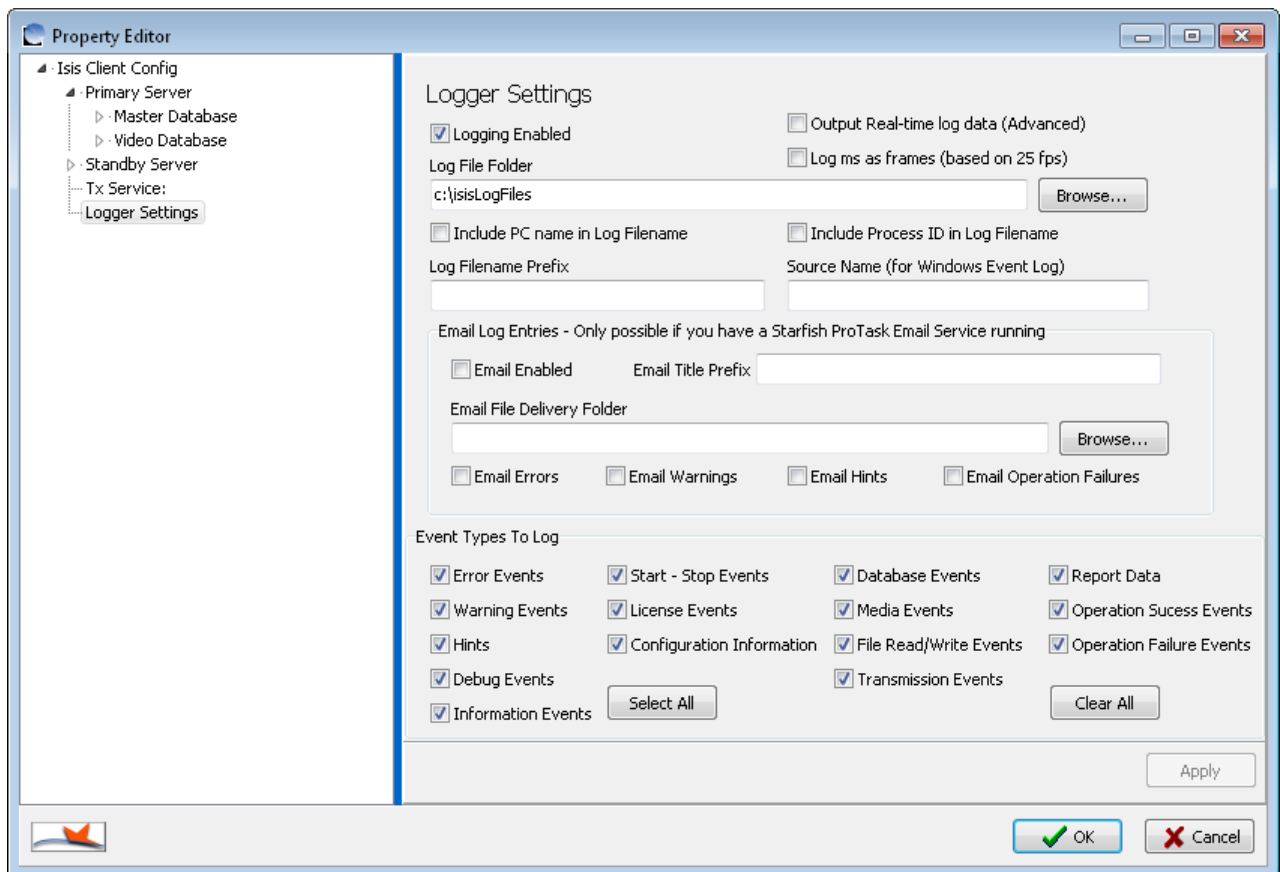 Property Editor
Isis Client Config
Primary Server
Master Database
Video Database
Standby Server
Tx Service:
Logger Settings
Logger Settings
Logging Enabled
Output Real-time log data (Advanced)
Log File Folder
Log ms as frames (based on 25 fps)
c:\isisLogFiles
Browse...
Include PC name in Log Filename
Include Process ID in Log Filename
Log Filename Prefix
Source Name (for Windows Event Log)
Email Log Entries - Only possible if you have a Starfish ProTask Email Service running
Email Enabled
Email Title Prefix
Email File Delivery Folder
Browse...
Email Errors
Email Warnings
Email Hints
Email Operation Failures
Event Types To Log
Error Events
Start - Stop Events
Database Events
Report Data
Warning Events
License Events
Media Events
Operation Sucess Events
Hints
Configuration Information
File Read/Write Events
Operation Failure Events
Debug Events
Transmission Events
Information Events
Select All
Clear All
Apply
OK
Cancel